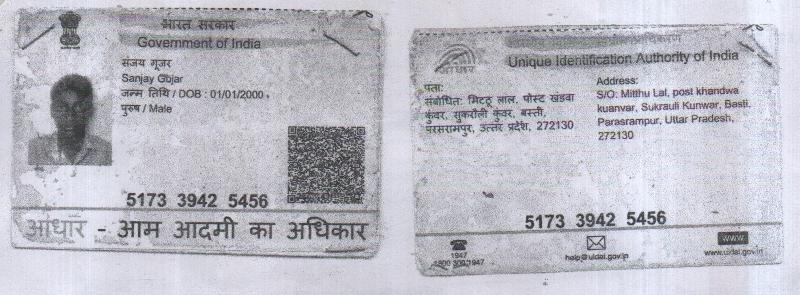 भारत सरकार
Government of India
संजय गूजर
Sanjay Gojar
जन्म तिथि / DOB : 01/01/2000
पुरुष / Male
5173 3942 5456
आधार - आम आदमी का अधिकार
Unique Identification Authority of India
आधार
पता:
संबोधित: मिटठू लाल, पोस्ट खंडवा
कुंवर, सुकरौली कुंवर, बस्ती,
परसरामपुर, उत्तर प्रदेश, 272130
Address:
S/O: Mitthu Lal, post khandwa
kuanvar, Sukrauli Kunwar, Basti,
Parasrampur, Uttar Pradesh,
272130
5173 3942 5456
1947
1800 300 1947
help@uidai.gov.in
WWW
www.uidai.gov.in